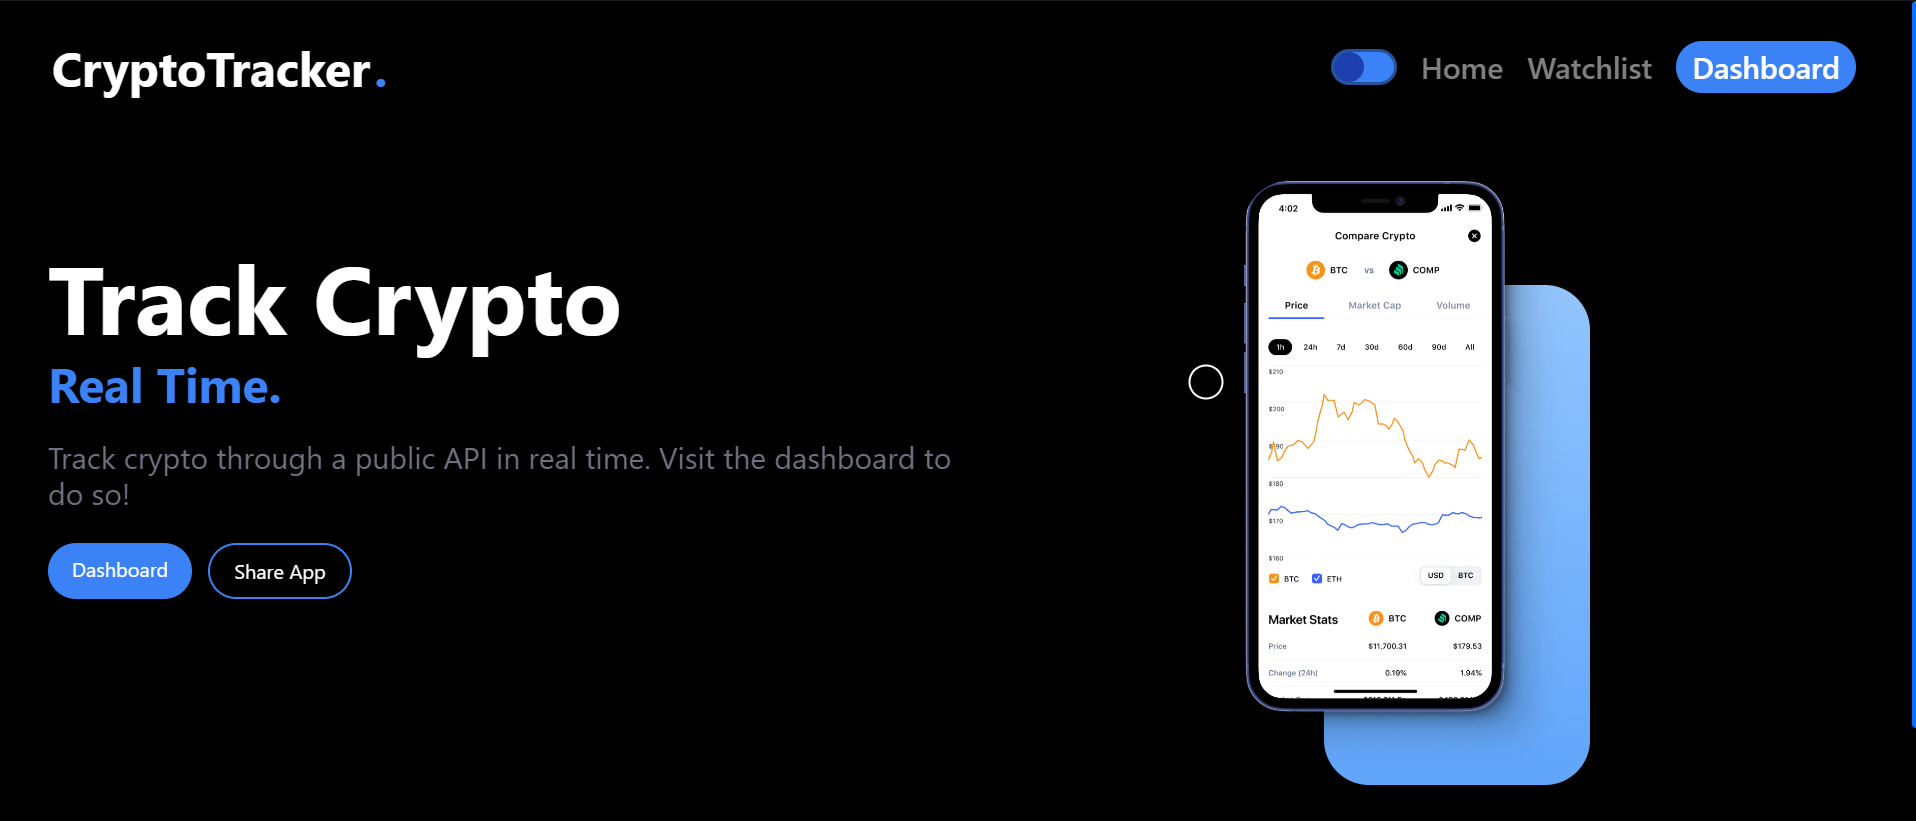 CryptoTracker.
Home Watchlist Dashboard
Track Crypto
Real Time.
Track crypto through a public API in real time. Visit the dashboard to
do so!
Dashboard Share App
4:02
Compare Crypto
BTC vs COMP
Price Market Cap Volume
1h 24h 7d 30d 60d 90d All
$210
$200
$190
$180
$170
$160
BTC ETH USD BTC
Market Stats BTC COMP
Price $11,700.31 $179.53
Change (24h) 0.19% 1.94%